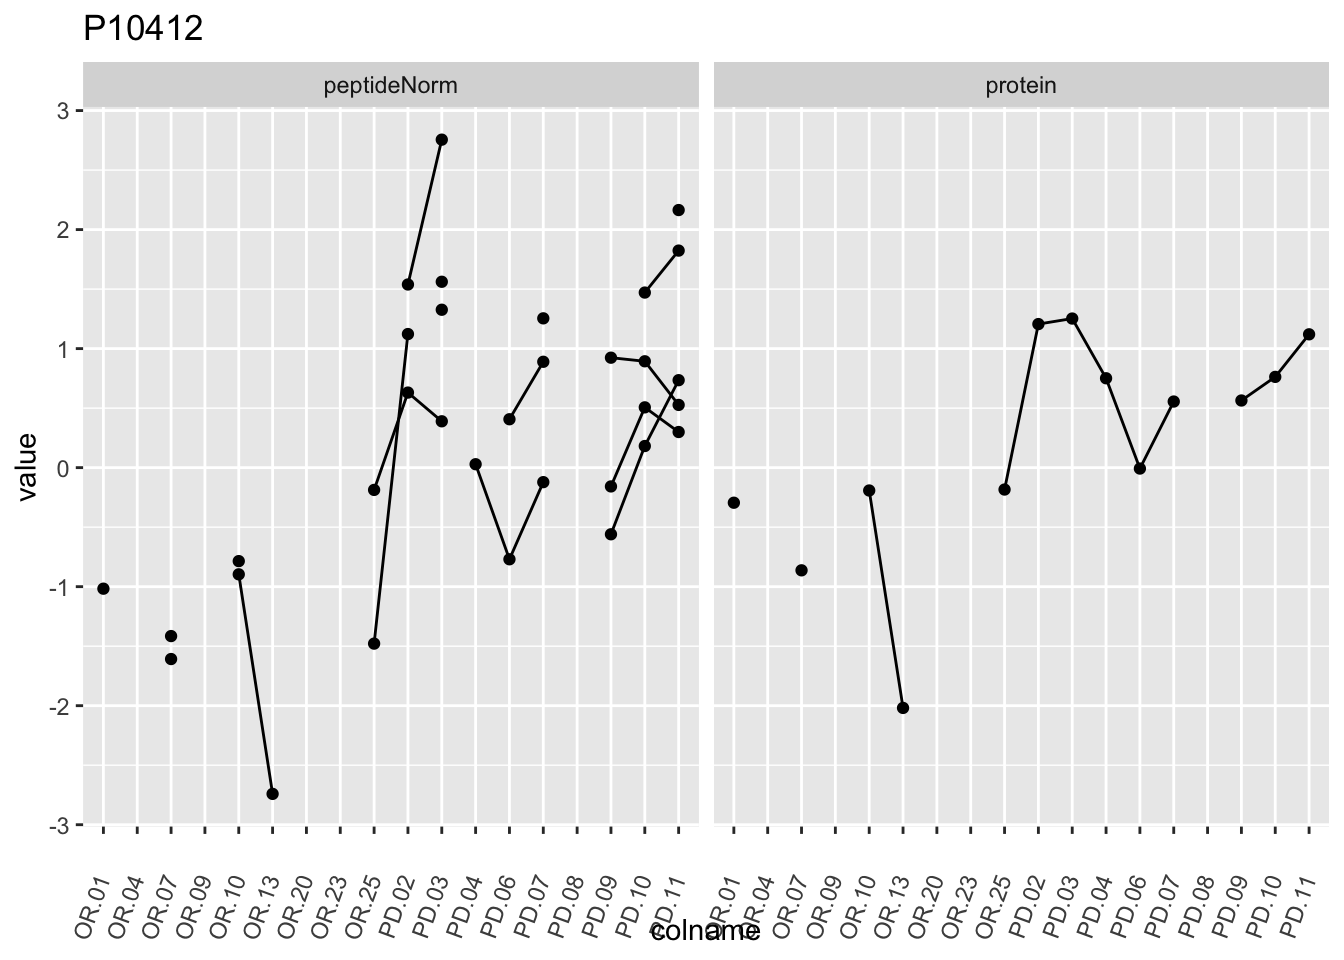 P10412
peptideNorm protein
3
2
1
0
-1
-2
-3
value
OR.01 OR.04 OR.07 OR.09 OR.10 OR.13 OR.20 OR.23 OR.25 PD.02 PD.03 PD.04 PD.06 PD.07 PD.08 PD.09 PD.10 PD.11 OR.01 OR.04 OR.07 OR.09 OR.10 OR.13 OR.20 OR.23 OR.25 PD.02 PD.03 PD.04 PD.06 PD.07 PD.08 PD.09 PD.10 PD.11
colname